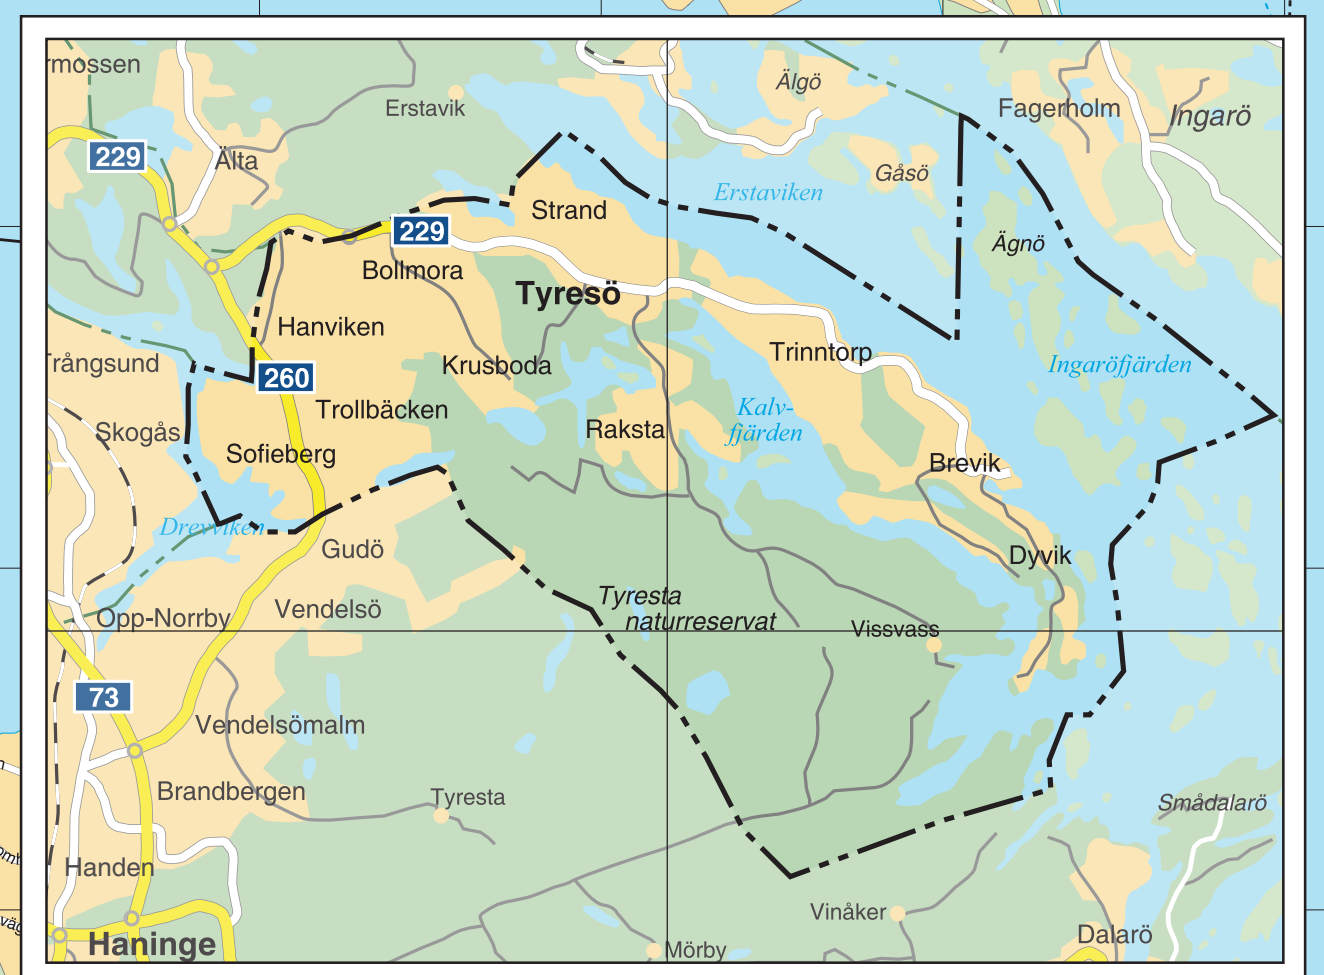 rmossen
Erstavik
Älgö
Fagerholm
Ingarö
229
Älta
Gåsö
Erstaviken
Strand
229
Ägnö
Bollmora
Tyresö
Hanviken
Trinntorp
Ingaröfjärden
Trångsund
Krusboda
260
Trollbäcken
Kalv-
fjärden
Skogås
Raksta
Sofieberg
Brevik
Drevviken
Gudö
Dyvik
Tyresta
naturreservat
Opp-Norrby
Vendelsö
Vissvass
73
Vendelsömalm
Brandbergen
Tyresta
Smådalarö
Handen
Vinåker
Dalarö
Haninge
Mörby